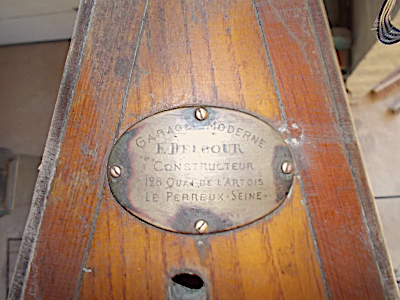 GARAGE MODERNE
E. DELCOUR
CONSTRUCTEUR
128 QUAI DE L'ARTOIS
LE PERREUX-SEINE-